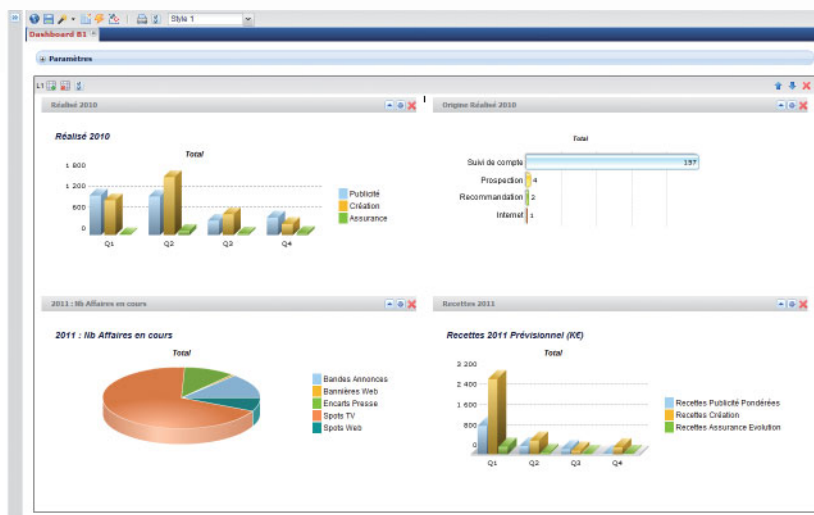 Style 1
Dashboard B1
Paramètres
L1
Réalisé 2010
Réalisé 2010
Total
1 800
1 200
600
0
Q1
Q2
Q3
Q4
Publicité
Création
Assurance
Origine Réalisé 2010
Total
Suivi de compte
197
Prospection
4
Recommandation
2
Internet
1
2011 : Nb Affaires en cours
2011 : Nb Affaires en cours
Total
Bandes Annonces
Bannières Web
Encarts Presse
Spots TV
Spots Web
Recettes 2011
Recettes 2011 Prévisionnel (K€)
Total
3 200
2 400
1 600
800
0
Q1
Q2
Q3
Q4
Recettes Publicité Pondérées
Recettes Création
Recettes Assurance Evolution